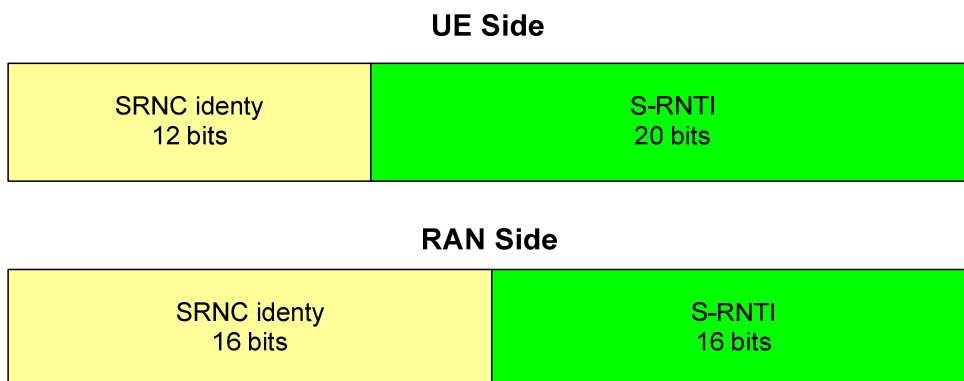 UE Side
SRNC identy
12 bits
S-RNTI
20 bits
RAN Side
SRNC identy
16 bits
S-RNTI
16 bits